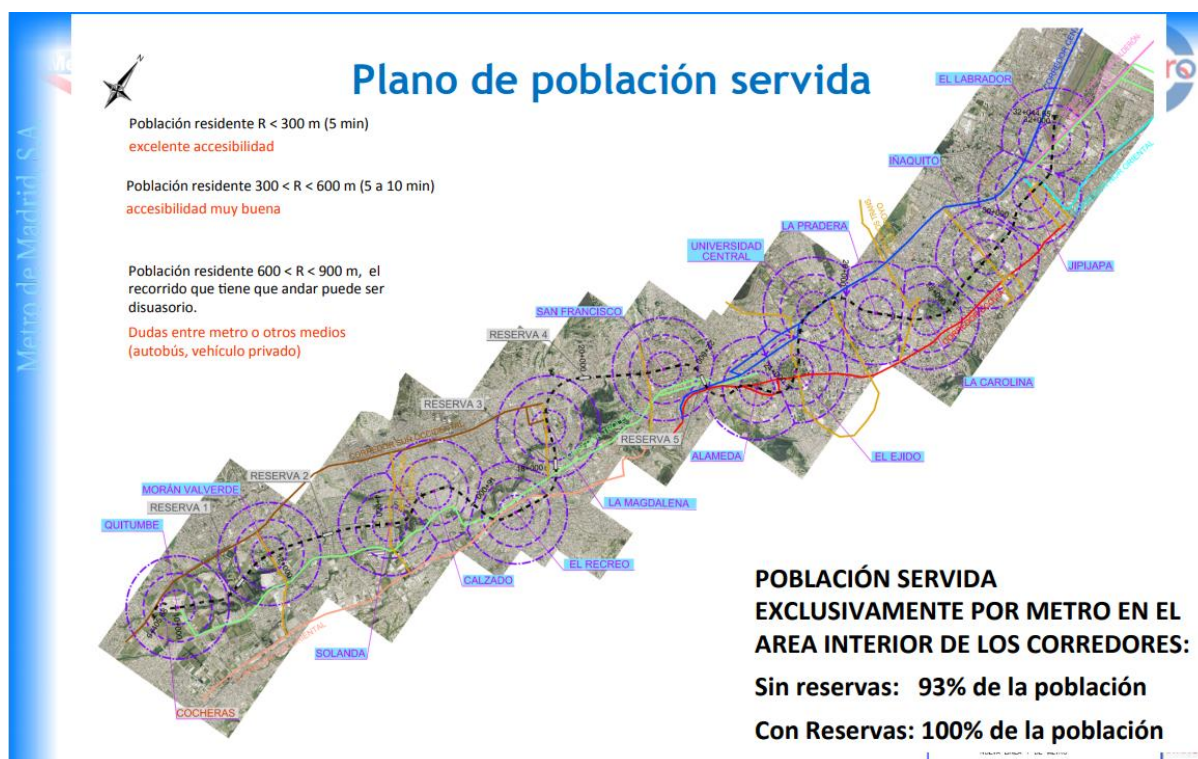 Plano de población servida
Población residente R < 300 m (5 min)
excelente accesibilidad
Población residente 300 < R < 600 m (5 a 10 min)
accesibilidad muy buena
Población residente 600 < R < 900 m, el
recorrido que tiene que andar puede ser
disuasorio.
Dudas entre metro o otros medios
(autobús, vehículo privado)
Metro de Madrid, S.A
N
EL LABRADOR
IÑAQUITO
LA PRADERA
UNIVERSIDAD
CENTRAL
JIPIJAPA
SAN FRANCISCO
RESERVA 4
LA CAROLINA
RESERVA 3
RESERVA 5
ALAMEDA
EL EJIDO
RESERVA 2
MORÁN VALVERDE
RESERVA 1
LA MAGDALENA
QUITUMBE
EL RECREO
CALZADO
SOLANDA
COCHERAS
POBLACIÓN SERVIDA
EXCLUSIVAMENTE POR METRO EN EL
AREA INTERIOR DE LOS CORREDORES:
Sin reservas: 93% de la población
Con Reservas: 100% de la población